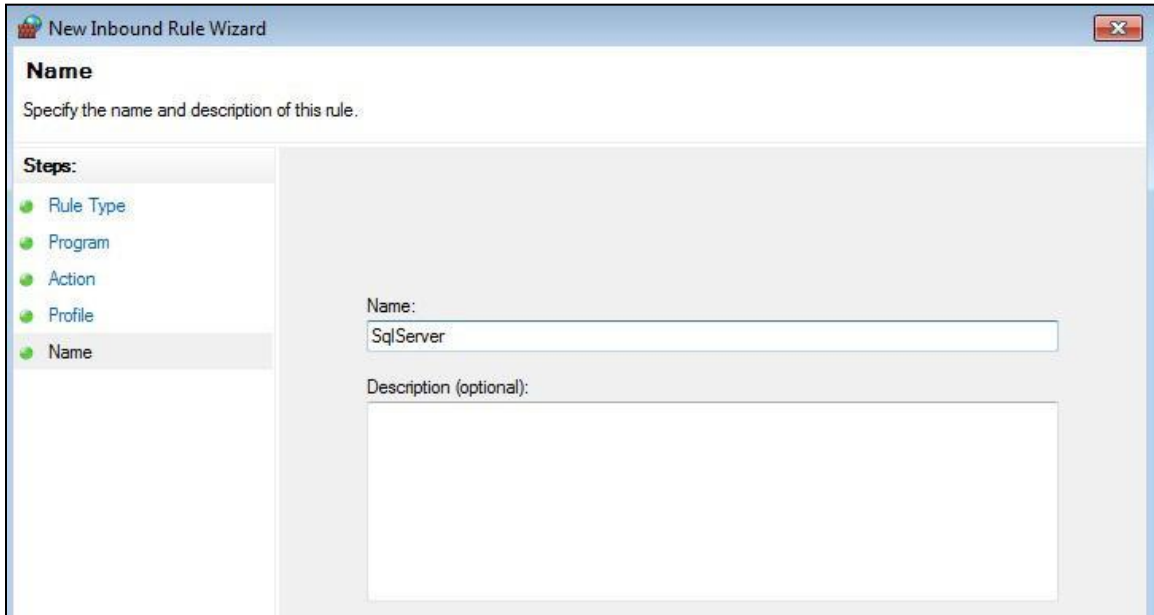 New Inbound Rule Wizard
Name
Specify the name and description of this rule.
Steps:
Rule Type
Program
Action
Profile
Name
Name:
SqlServer
Description (optional):